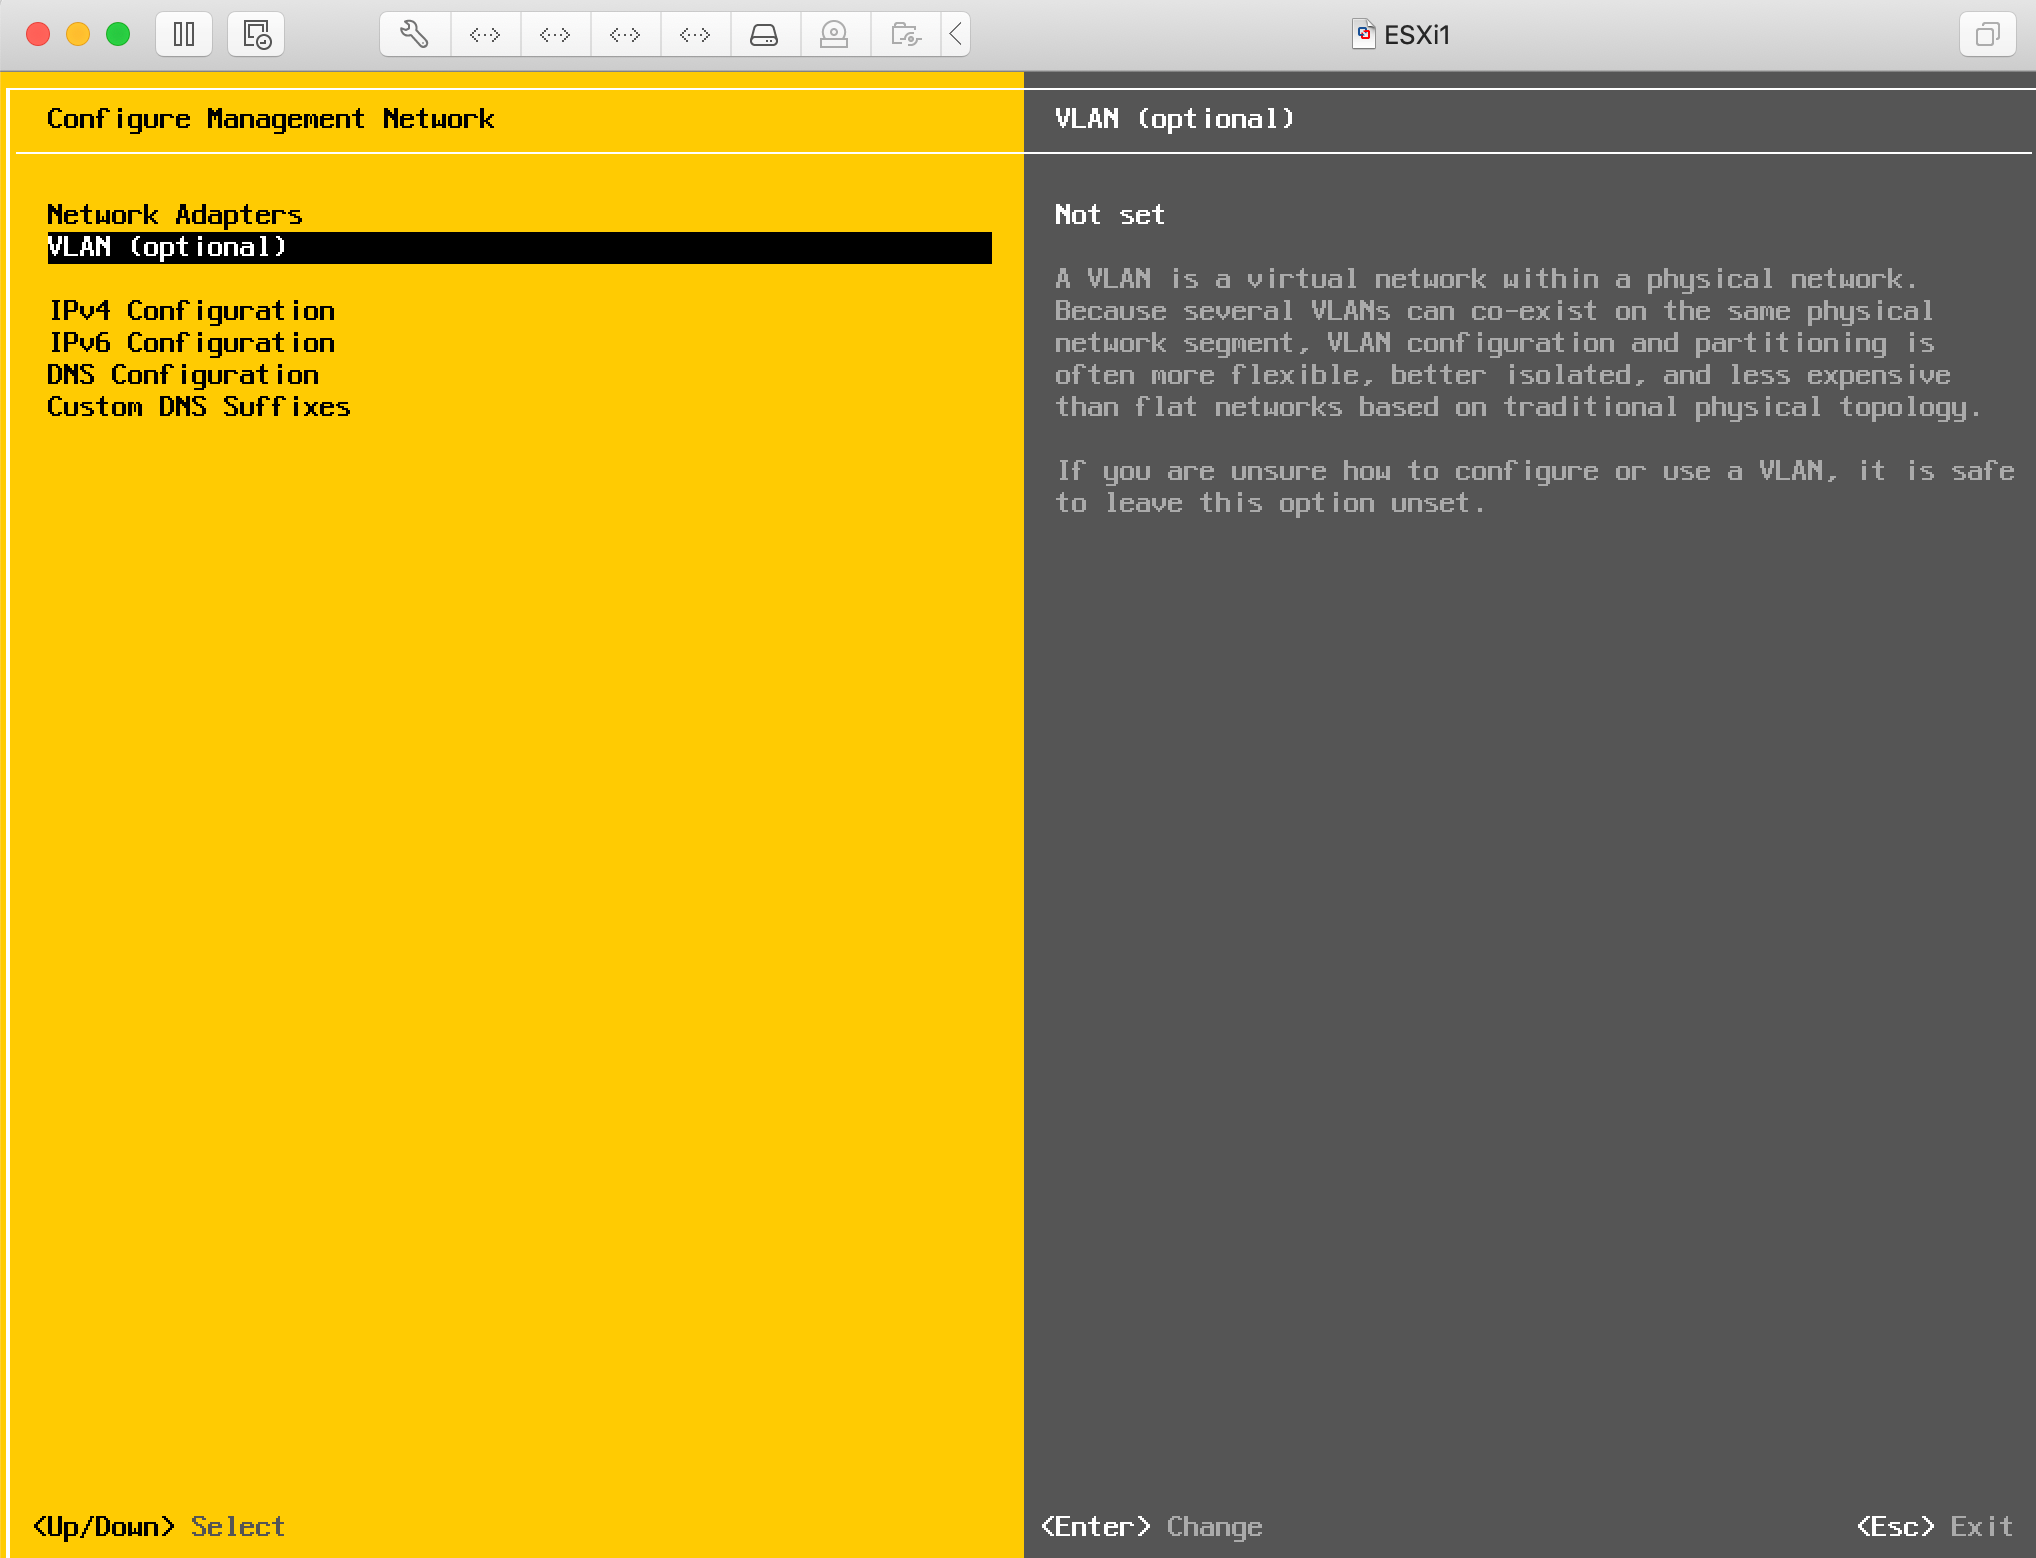 ESXi1
Configure Management Network
Network Adapters
VLAN (optional)
IPv4 Configuration
IPv6 Configuration
DNS Configuration
Custom DNS Suffixes
<Up/Down> Select
VLAN (optional)
Not set
A VLAN is a virtual network within a physical network.
Because several VLANs can co-exist on the same physical
network segment, VLAN configuration and partitioning is
often more flexible, better isolated, and less expensive
than flat networks based on traditional physical topology.
If you are unsure how to configure or use a VLAN, it is safe
to leave this option unset.
<Enter> Change
<Esc> Exit